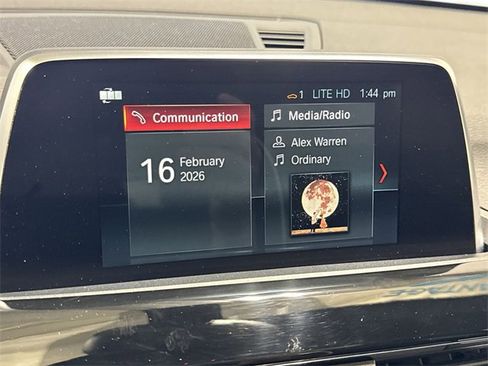 1 LITE HD 1:44 pm
Communication
Media/Radio
16 February
2026
Alex Warren
Ordinary